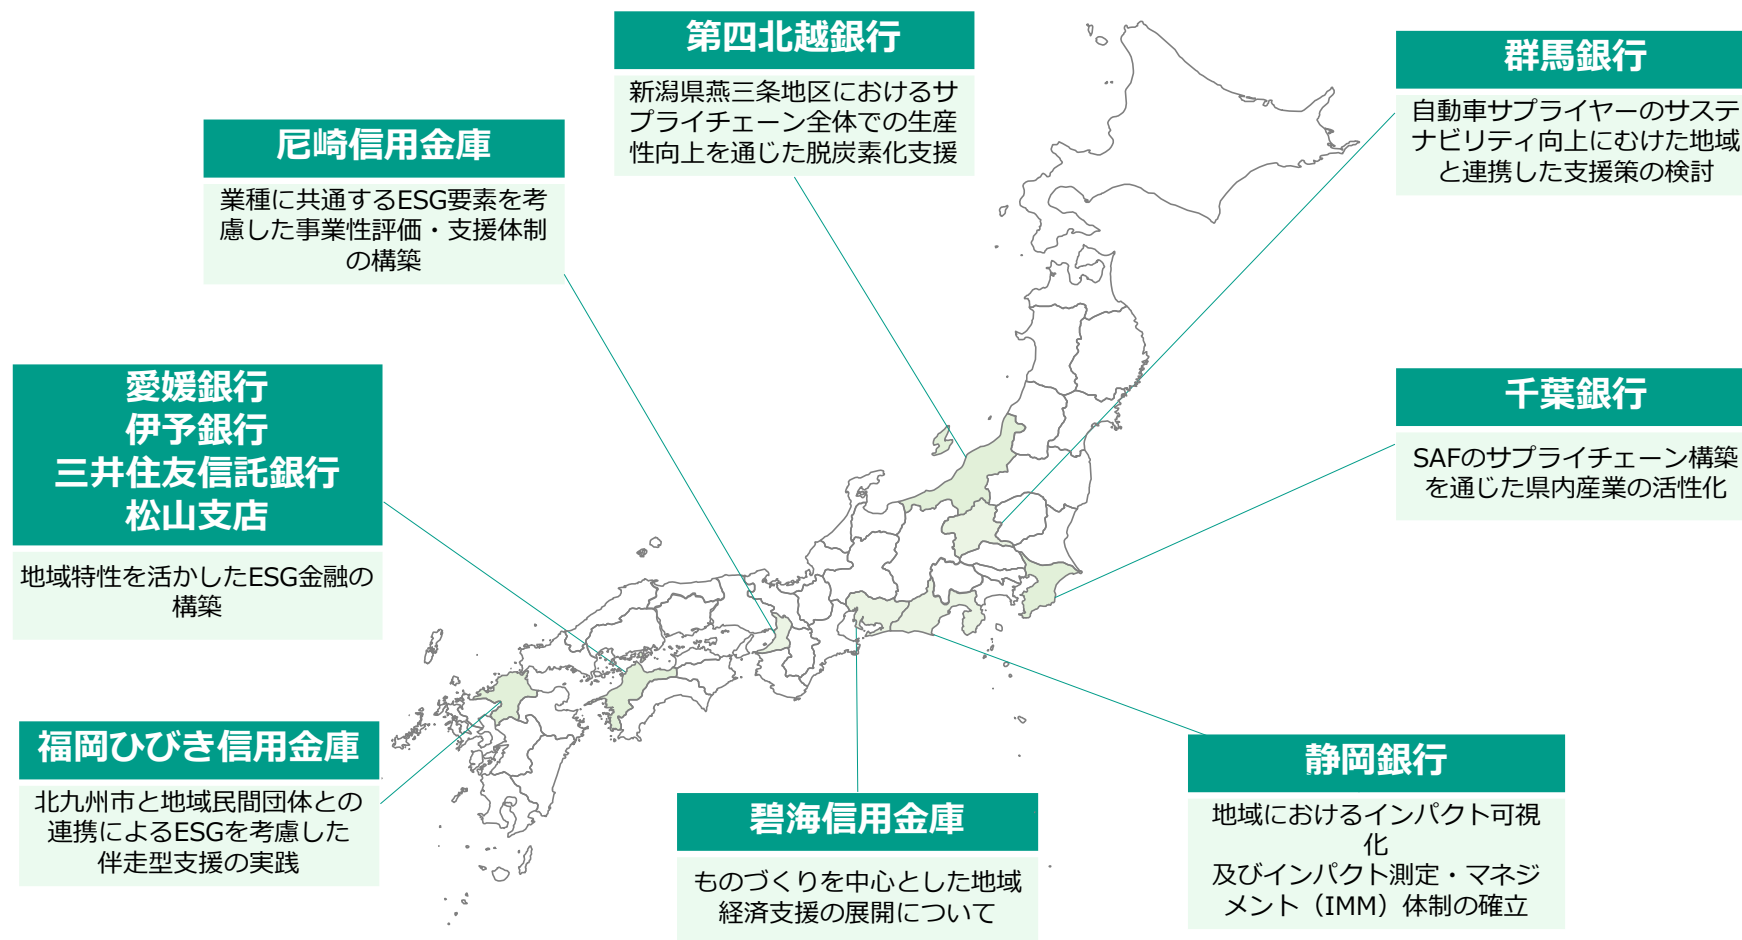 第四北越銀行
新潟県燕三条地区におけるサ
プライチェーン全体での生産
性向上を通じた脱炭素化支援
群馬銀行
自動車サプライヤーのサステ
ナビリティ向上にむけた地域
と連携した支援策の検討
尼崎信用金庫
業種に共通するESG要素を考
慮した事業性評価・支援体制
の構築
愛媛銀行
伊予銀行
三井住友信託銀行
松山支店
地域特性を活かしたESG金融の
構築
千葉銀行
SAFのサプライチェーン構築
を通じた県内産業の活性化
福岡ひびき信用金庫
北九州市と地域民間団体との
連携によるESGを考慮した
伴走型支援の実践
碧海信用金庫
ものづくりを中心とした地域
経済支援の展開について
静岡銀行
地域におけるインパクト可視
化
及びインパクト測定・マネジ
メント（IMM）体制の確立